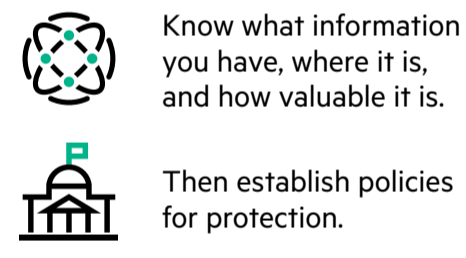 Know what information
you have, where it is,
and how valuable it is.
Then establish policies
for protection.